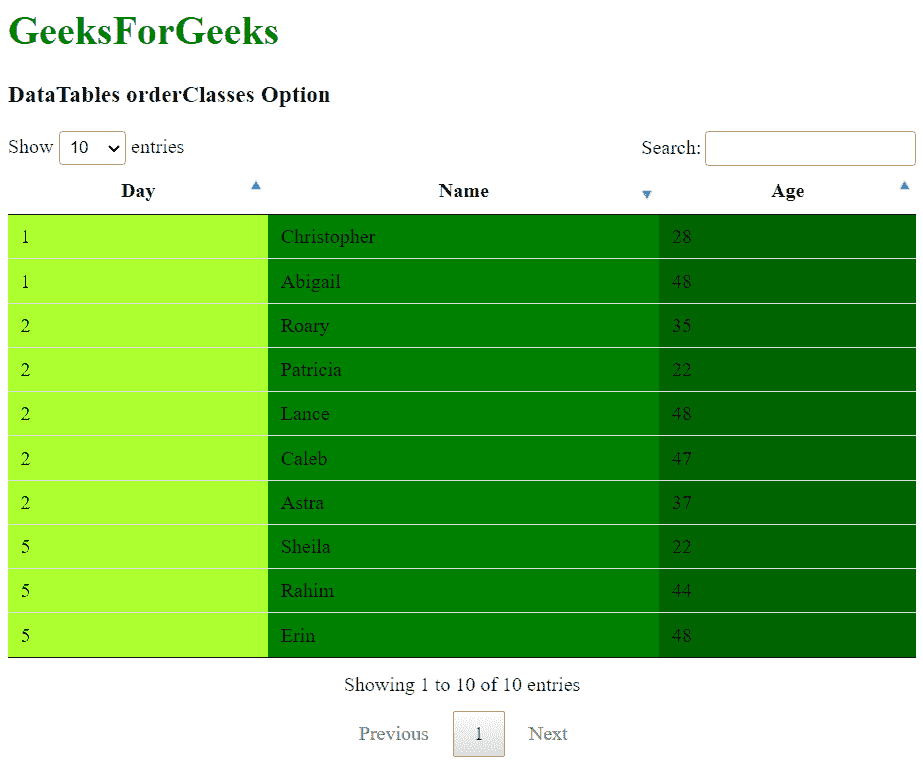 GeeksForGeeks
DataTables orderClasses Option
Show 10 entries Search:
Day Name Age
1 Christopher 28
1 Abigail 48
2 Roary 35
2 Patricia 22
2 Lance 48
2 Caleb 47
2 Astra 37
5 Sheila 22
5 Rahim 44
5 Erin 48
Showing 1 to 10 of 10 entries
Previous 1 Next